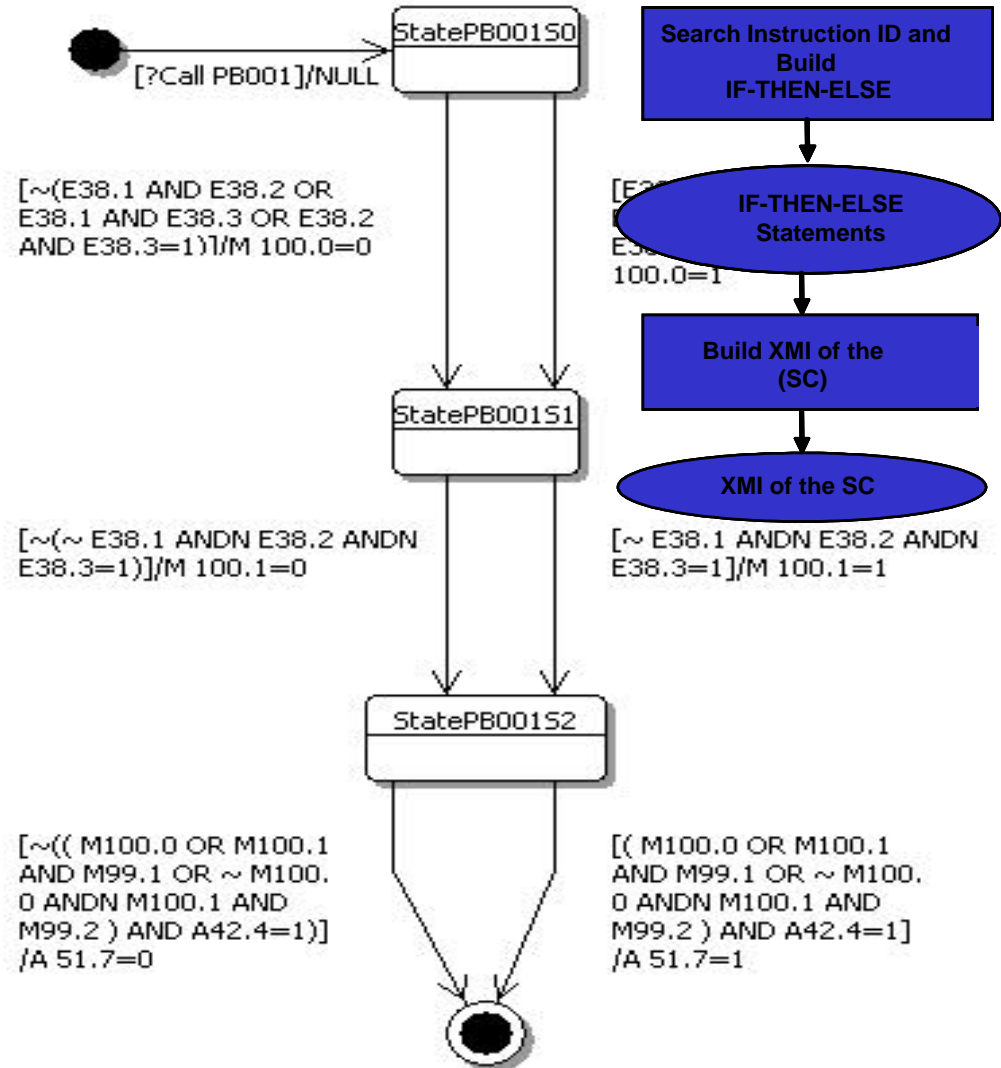 StatePB001S0
[?Call PB001]/NULL
Search Instruction ID and
Build
IF-THEN-ELSE
[~(E38.1 AND E38.2 OR
E38.1 AND E38.3 OR E38.2
AND E38.3=1)]/M 100.0=0
100.0=1
IF-THEN-ELSE
Statements
Build XMI of the
(SC)
StatePB001S1
XMI of the SC
[~(~ E38.1 ANDN E38.2 ANDN
E38.3=1)]/M 100.1=0
[~ E38.1 ANDN E38.2 ANDN
E38.3=1]/M 100.1=1
StatePB001S2
[~(( M100.0 OR M100.1
AND M99.1 OR ~ M100.
0 ANDN M100.1 AND
M99.2 ) AND A42.4=1)]
/A 51.7=0
[( M100.0 OR M100.1
AND M99.1 OR ~ M100.
0 ANDN M100.1 AND
M99.2 ) AND A42.4=1]
/A 51.7=1